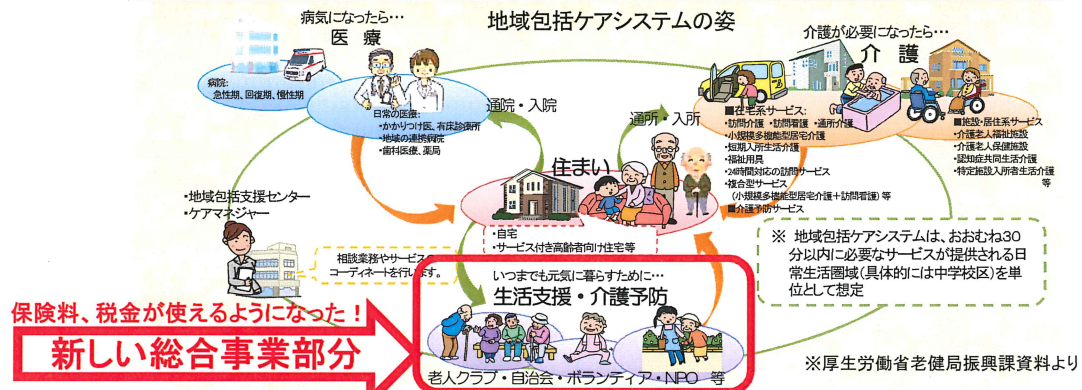 地域包括ケアシステムの姿
病気になったら…
医療
病院:
急性期、回復期、慢性期
日常の医療:
・かかりつけ医、有床診療所
・地域の連携病院
・歯科医療、薬局
通院・入院
通所・入所
介護が必要になったら…
介護
■在宅系サービス:
・訪問介護・訪問看護・通所介護
・小規模多機能型居宅介護
・短期入所生活介護
・福祉用具
・24時間対応の訪問サービス
・複合型サービス
(小規模多機能型居宅介護+訪問看護)等
■介護予防サービス
■施設・居住系サービス
・介護老人福祉施設
・介護老人保健施設
・認知症共同生活介護
・特定施設入所者生活介護
等
住まい
・自宅
・サービス付き高齢者向け住宅等
・地域包括支援センター
・ケアマネジャー
相談業務やサービスの
コーディネートを行います。
※ 地域包括ケアシステムは、おおむね30
分以内に必要なサービスが提供される日
常生活圏域(具体的には中学校区)を単
位として想定
いつまでも元気に暮らすために…
生活支援・介護予防
保険料、税金が使えるようになった！
新しい総合事業部分
老人クラブ・自治会・ボランティア・NPO 等
※厚生労働省老健局振興課資料より